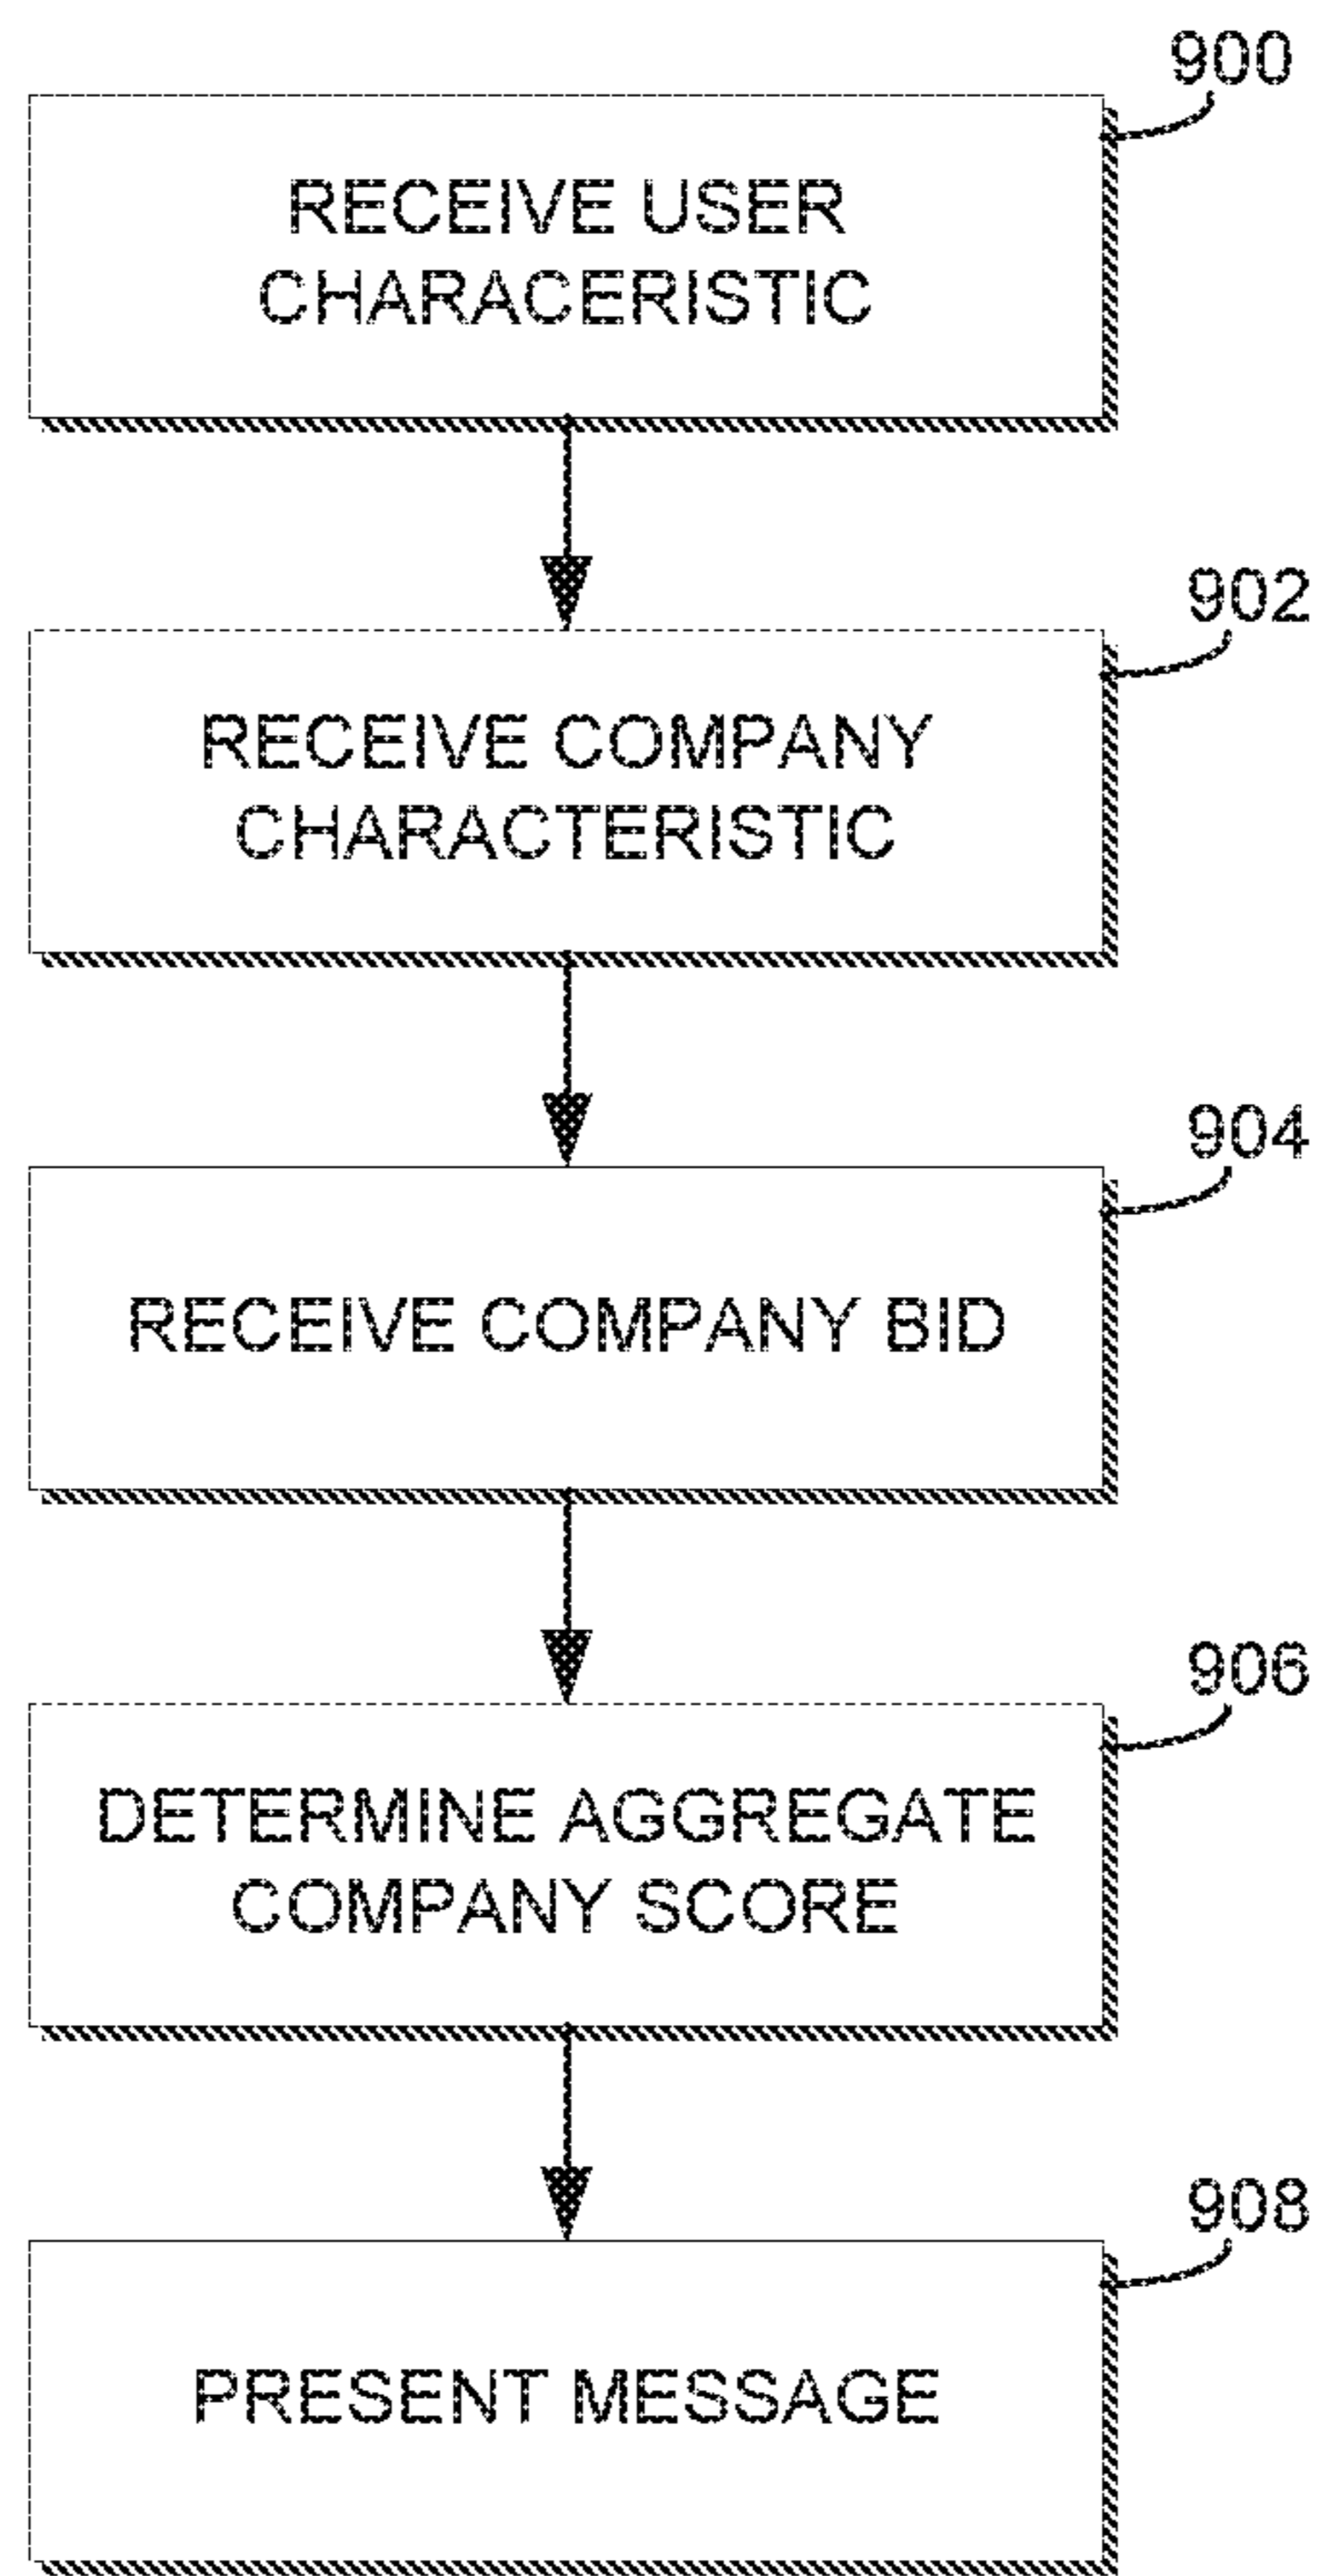 900
RECEIVE USER
CHARACERISTIC
902
RECEIVE COMPANY
CHARACTERISTIC
904
RECEIVE COMPANY BID
906
DETERMINE AGGREGATE
COMPANY SCORE
908
PRESENT MESSAGE